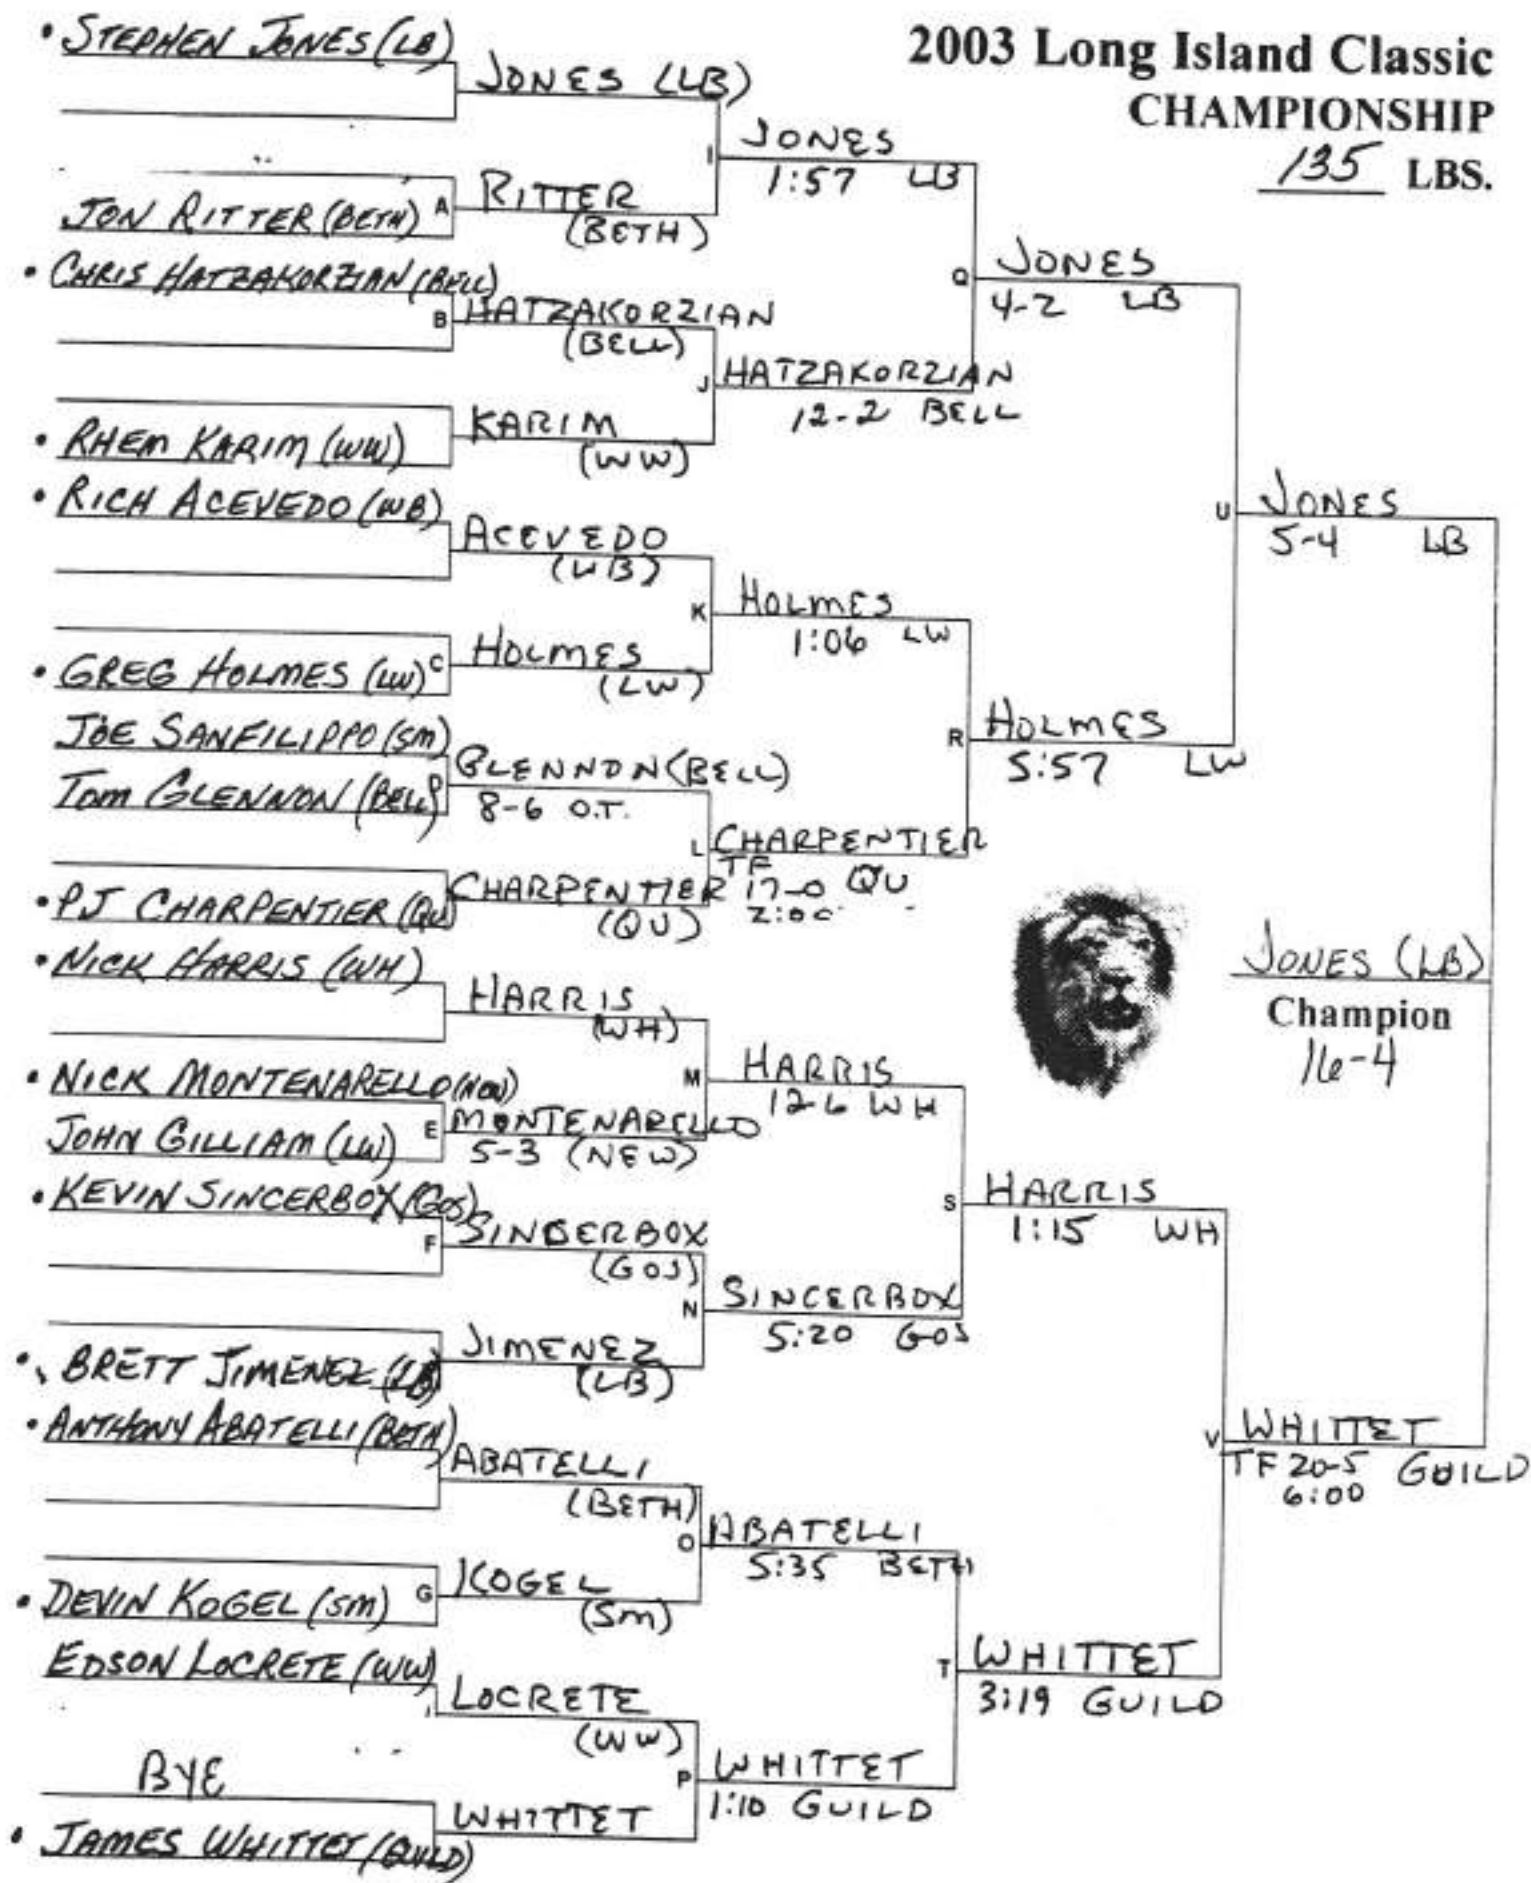 2003 Long Island Classic
CHAMPIONSHIP
135 LBS.
• STEPHEN JONES (LB)
JONES (LB)
I
JONES
1:57 LB
JON RITTER (BETH)
A
RITTER
(BETH)
• CHRIS HATZAKORZIAN (BELL)
B
HATZAKORZIAN
(BELL)
Q
JONES
4-2 LB
J
HATZAKORZIAN
12-2 BELL
• RHEM KARIM (WW)
KARIM
(WW)
• RICH ACEVEDO (WB)
ACEVEDO
(WB)
U
JONES
5-4 LB
K
HOLMES
1:06 LW
• GREG HOLMES (LW)
C
HOLMES
(LW)
JOE SANFILIPPO (SM)
TOM GLENNON (BELL)
D
GLENNON (BELL)
8-6 O.T.
R
HOLMES
5:57 LW
L
CHARPENTIER
TF
17-0 QU
2:00
• PJ CHARPENTIER (QU)
CHARPENTIER
(QU)
• NICK HARRIS (WH)
HARRIS
(WH)
JONES (LB)
Champion
16-4
M
HARRIS
12-6 WH
• NICK MONTENARELLO (NEW)
JOHN GILLIAM (LW)
E
MONTENARELLO
5-3 (NEW)
• KEVIN SINCERBOX (GOS)
F
SINCERBOX
(GOS)
S
HARRIS
1:15 WH
N
SINCERBOX
5:20 GOS
• BRETT JIMENEZ (LB)
JIMENEZ
(LB)
• ANTHONY ABATELLI (BETH)
ABATELLI
(BETH)
V
WHITTET
TF 20-5 GUILD
6:00
O
ABATELLI
5:35 BETH
• DEVIN KOGEL (SM)
G
KOGEL
(SM)
EDSON LOCRETE (WW)
LOCRETE
(WW)
T
WHITTET
3:19 GUILD
BYE
P
WHITTET
1:10 GUILD
• JAMES WHITTET (GUILD)
WHITTET